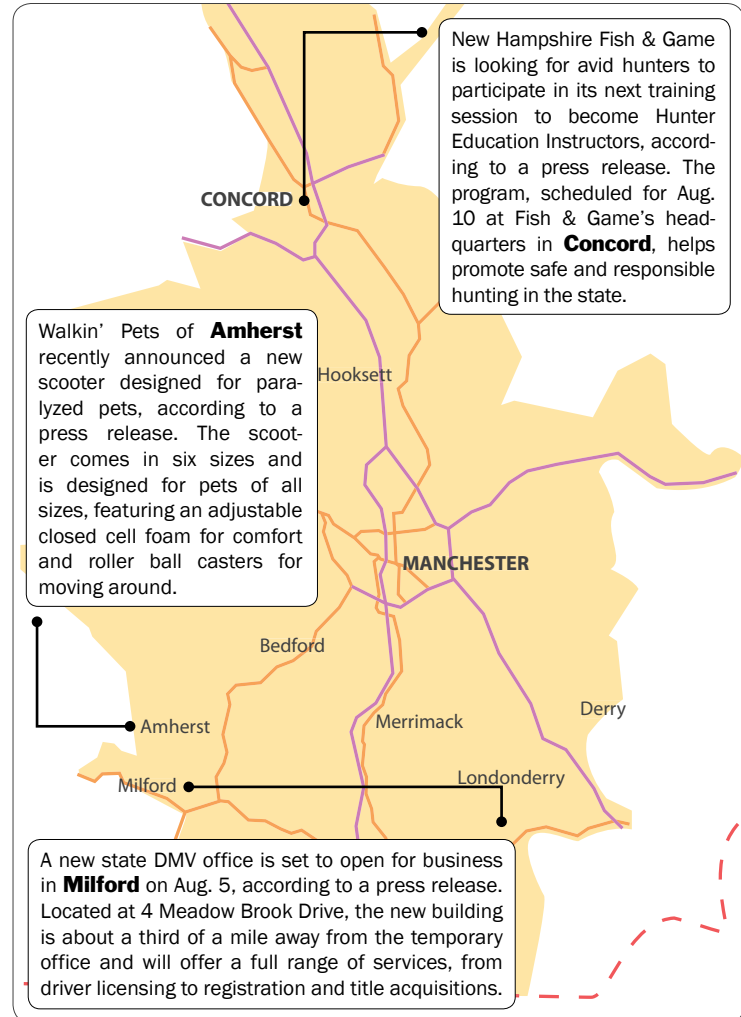 New Hampshire Fish & Game
is looking for avid hunters to
participate in its next training
session to become Hunter
Education Instructors, accord-
ing to a press release. The
program, scheduled for Aug.
10 at Fish & Game’s head-
quarters in Concord, helps
promote safe and responsible
hunting in the state.
CONCORD
Walkin’ Pets of Amherst
recently announced a new
scooter designed for para-
lyzed pets, according to a
press release. The scoot-
er comes in six sizes and
is designed for pets of all
sizes, featuring an adjustable
closed cell foam for comfort
and roller ball casters for
moving around.
Hooksett
MANCHESTER
Bedford
Amherst
Merrimack
Derry
Milford
Londonderry
A new state DMV office is set to open for business
in Milford on Aug. 5, according to a press release.
Located at 4 Meadow Brook Drive, the new building
is about a third of a mile away from the temporary
office and will offer a full range of services, from
driver licensing to registration and title acquisitions.